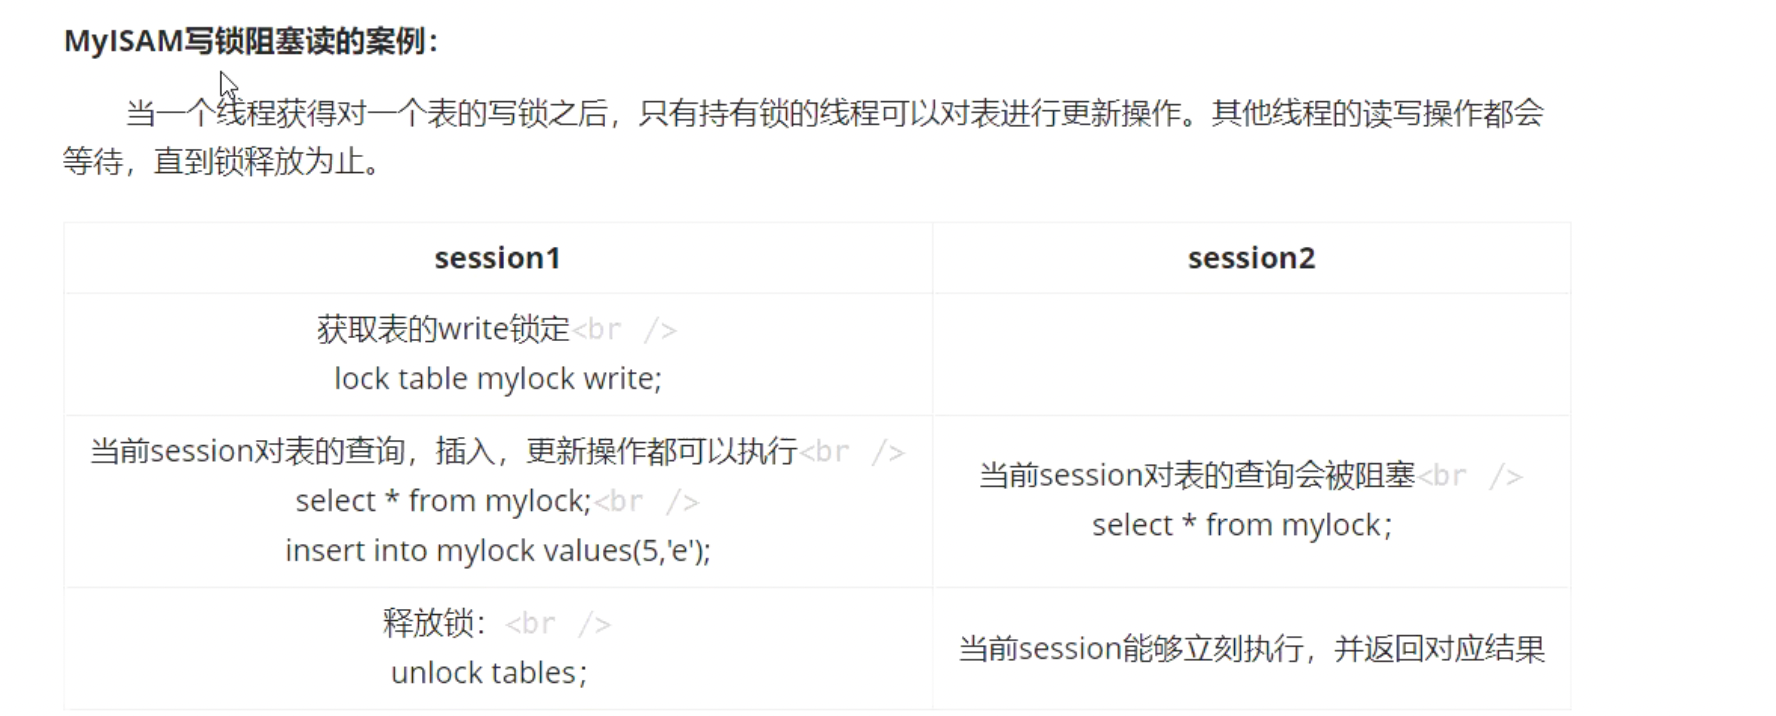 MyISAM写锁阻塞读的案例：
当一个线程获得对一个表的写锁之后，只有持有锁的线程可以对表进行更新操作。其他线程的读写操作都会
等待，直到锁释放为止。
session1
session2
获取表的write锁定<br />
lock table mylock write;
当前session对表的查询，插入，更新操作都可以执行<br />
select * from mylock;<br />
insert into mylock values(5,'e');
当前session对表的查询会被阻塞<br />
select * from mylock；
释放锁：<br />
unlock tables；
当前session能够立刻执行，并返回对应结果